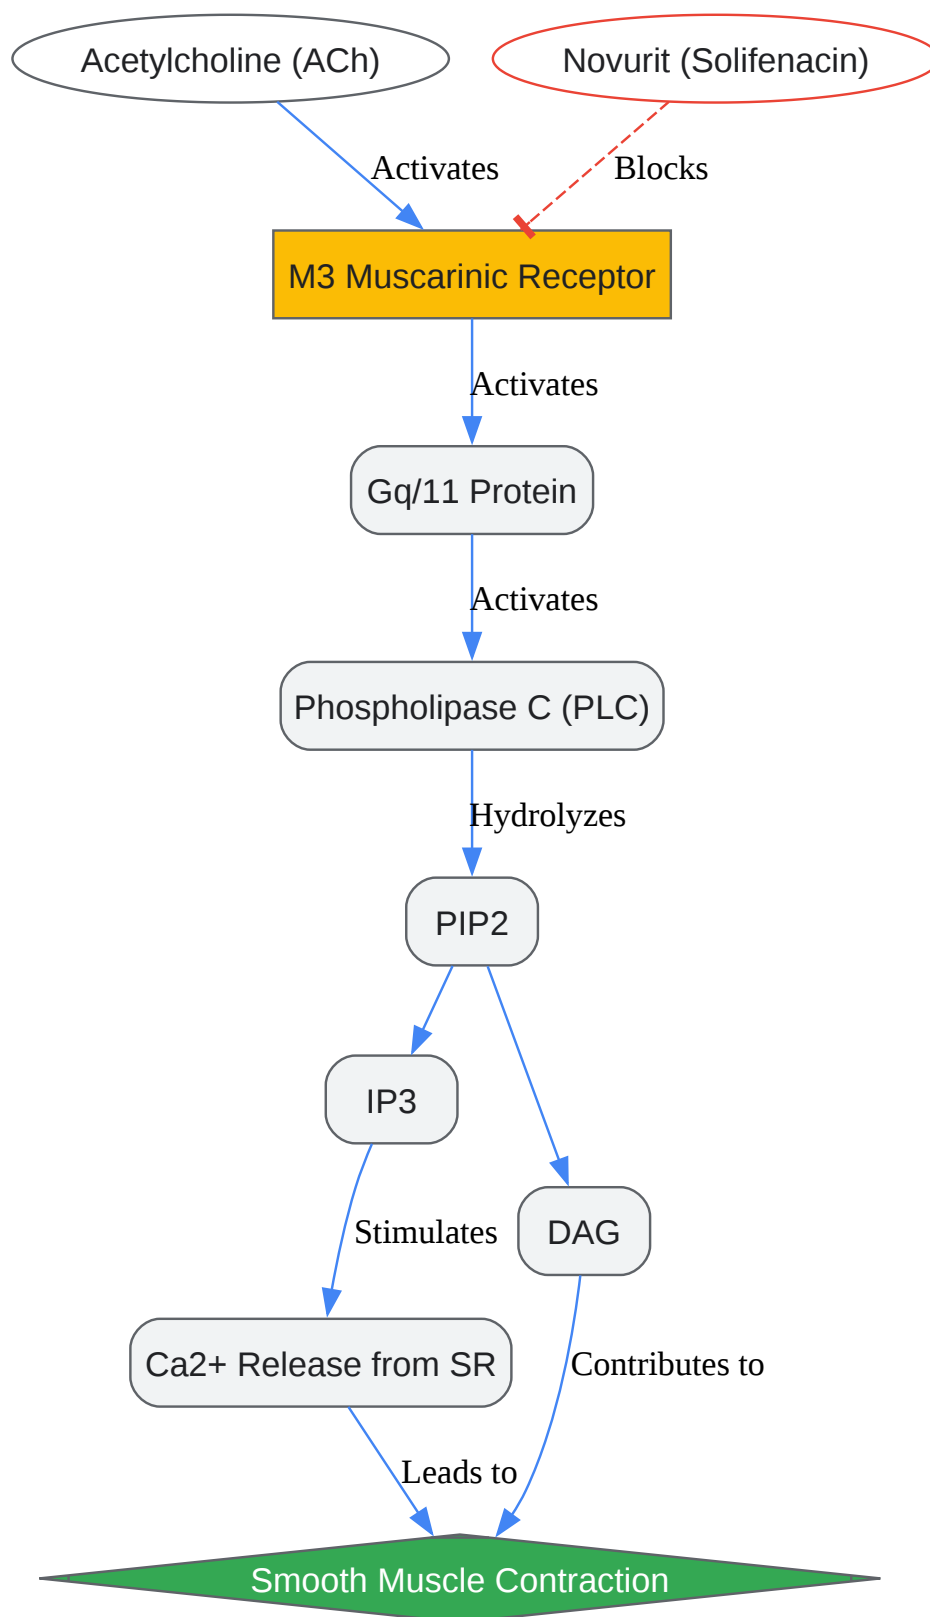 Acetylcholine (ACh)
Novurit (Solifenacin)
Activates
Blocks
M3 Muscarinic Receptor
Activates
Gq/11 Protein
Activates
Phospholipase C (PLC)
Hydrolyzes
PIP2
IP3
Stimulates
DAG
Ca2+ Release from SR
Contributes to
Leads to
Smooth Muscle Contraction